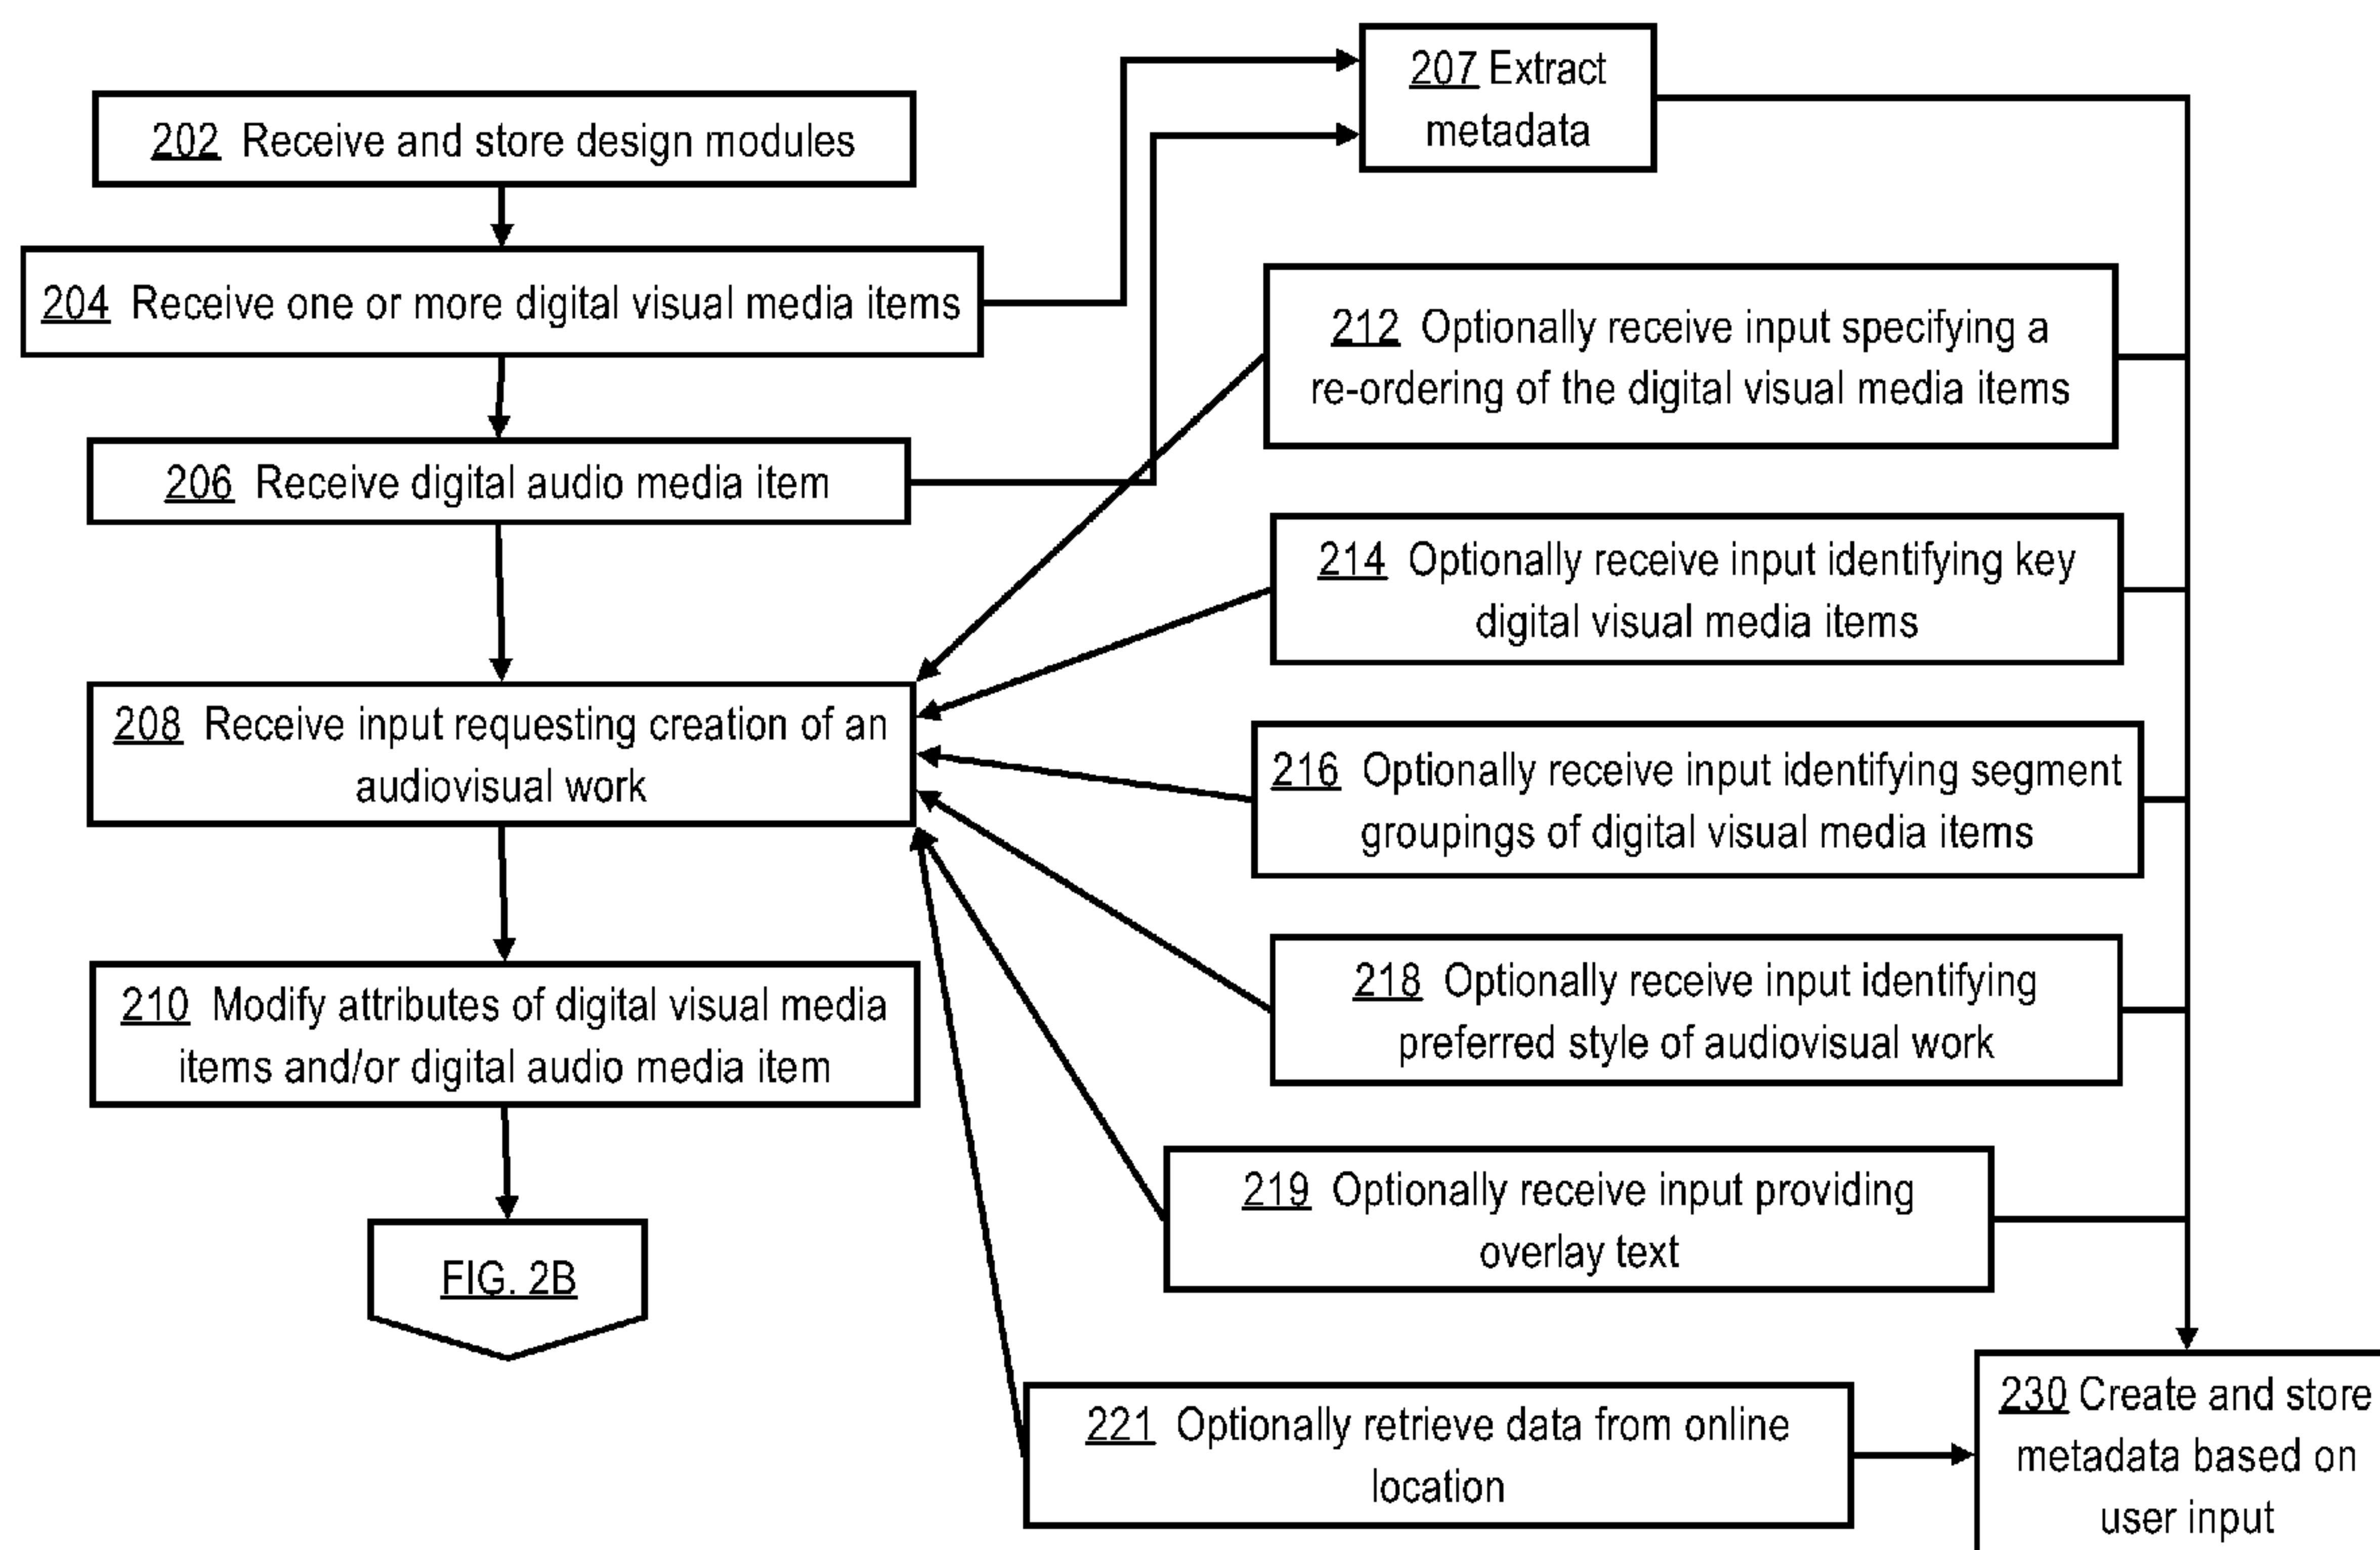 202 Receive and store design modules
204 Receive one or more digital visual media items
206 Receive digital audio media item
208 Receive input requesting creation of an
audiovisual work
210 Modify attributes of digital visual media
items and/or digital audio media item
FIG. 2B
207 Extract
metadata
212 Optionally receive input specifying a
re-ordering of the digital visual media items
214 Optionally receive input identifying key
digital visual media items
216 Optionally receive input identifying segment
groupings of digital visual media items
218 Optionally receive input identifying
preferred style of audiovisual work
219 Optionally receive input providing
overlay text
221 Optionally retrieve data from online
location
230 Create and store
metadata based on
user input